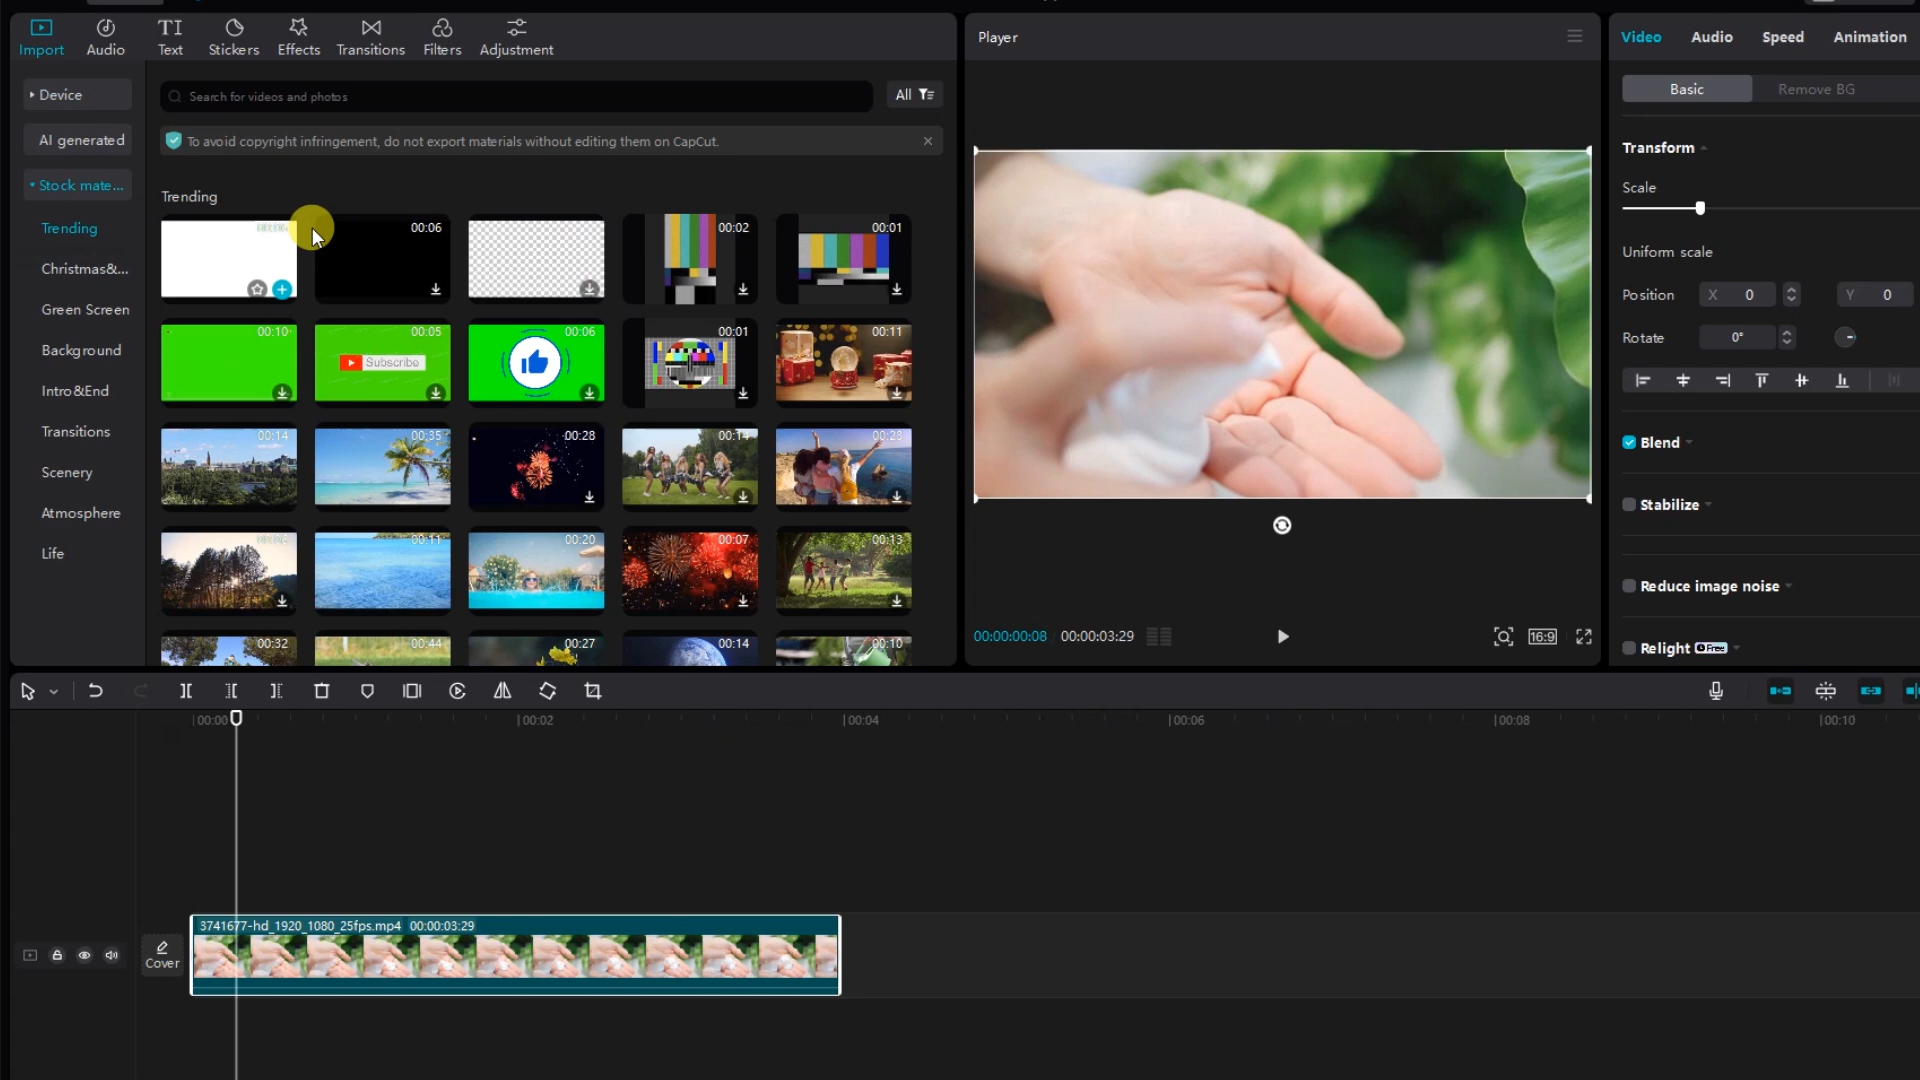 Import
Audio
TI
Text
Stickers
Effects
Transitions
Filters
Adjustment
Device
AI generated
Stock mate...
Trending
Christmas&...
Green Screen
Background
Intro&End
Transitions
Scenery
Atmosphere
Life
Search for videos and photos
All
To avoid copyright infringement, do not export materials without editing them on CapCut.
Trending
00:06
00:02
00:01
00:10
00:05
Subscribe
00:06
00:01
00:11
00:14
00:35
00:28
00:14
00:23
00:11
00:20
00:07
00:13
00:32
00:44
00:27
00:14
00:10
Player
00:00:00:08
00:00:03:29
16:9
Video
Audio
Speed
Animation
Basic
Remove BG
Transform
Scale
Uniform scale
Position
X 0
Y 0
Rotate
0°
Blend
Stabilize
Reduce image noise
Relight
Free
00:00
00:02
00:04
00:06
00:08
00:10
Cover
3741677-hd_1920_1080_25fps.mp4 00:00:03:29